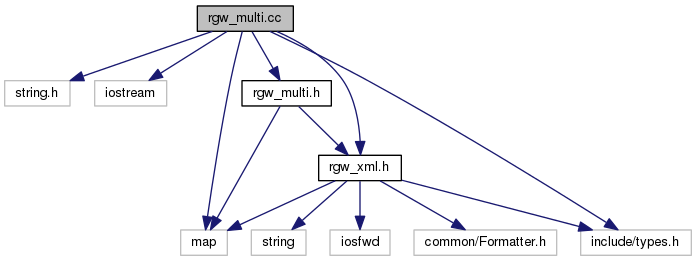 rgw_multi.cc
string.h
iostream
rgw_multi.h
rgw_xml.h
map
string
iosfwd
common/Formatter.h
include/types.h